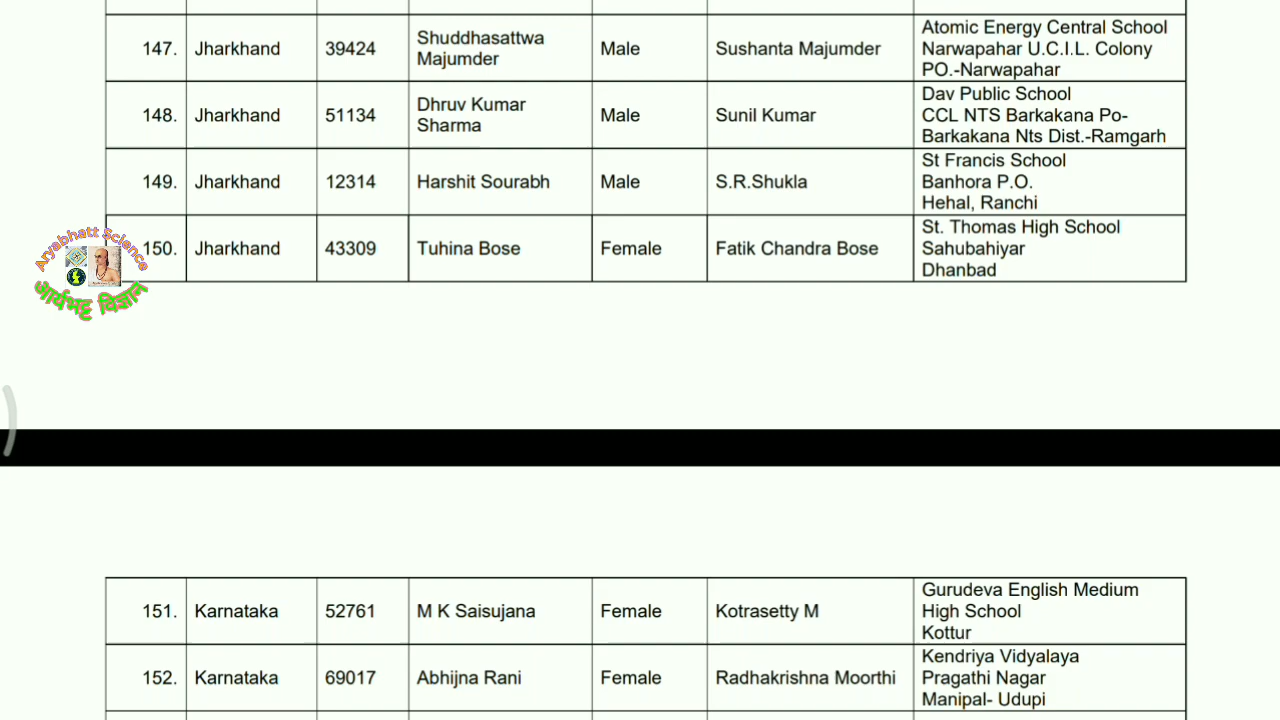 147. Jharkhand 39424 Shuddhasattwa Majumder Male Sushanta Majumder Atomic Energy Central School
Narwapahar U.C.I.L. Colony
PO.-Narwapahar
148. Jharkhand 51134 Dhruv Kumar Sharma Male Sunil Kumar Dav Public School
CCL NTS Barkakana Po-
Barkakana Nts Dist.-Ramgarh
149. Jharkhand 12314 Harshit Sourabh Male S.R.Shukla St Francis School
Banhora P.O.
Hehal, Ranchi
150. Jharkhand 43309 Tuhina Bose Female Fatik Chandra Bose St. Thomas High School
Sahubahiyar
Dhanbad
Aryabhatt Science
आर्यभट्ट विज्ञान
151. Karnataka 52761 M K Saisujana Female Kotrasetty M Gurudeva English Medium
High School
Kottur
152. Karnataka 69017 Abhijna Rani Female Radhakrishna Moorthi Kendriya Vidyalaya
Pragathi Nagar
Manipal- Udupi